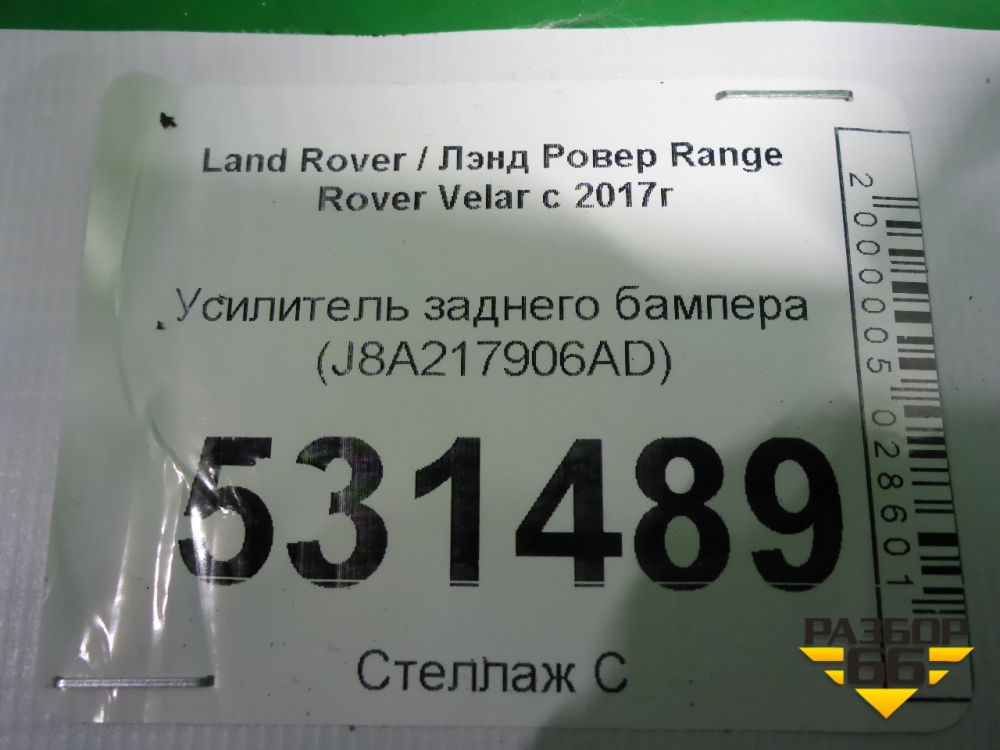 Land Rover / Лэнд Ровер Range
Rover Velar с 2017г
Усилитель заднего бампера
(J8A217906AD)
531489
Стеллаж С
2000005028601
РАЗБОР
66